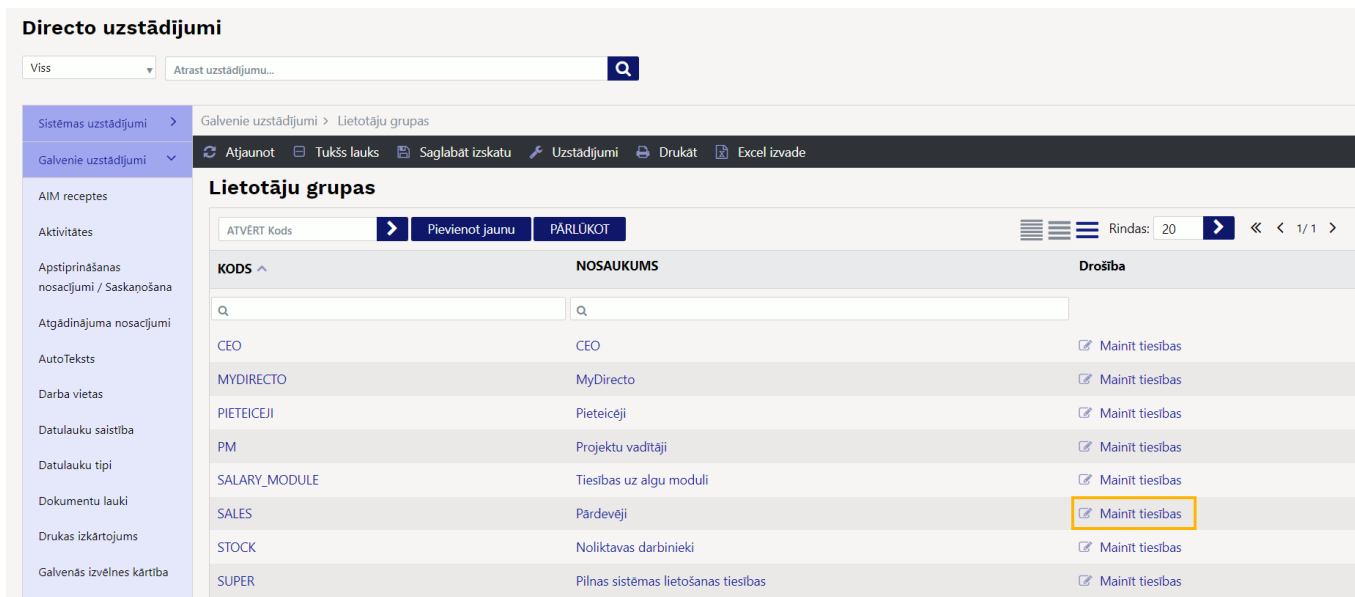 Directo uzstādījumi
Viss
Atrast uzstādījumu...
Sistēmas uzstādījumi
Galvenie uzstādījumi
AIM receptes
Aktivitātes
Apstiprināšanas
nosacījumi / Saskaņošana
Atgādinājuma nosacījumi
AutoTeksts
Darba vietas
Datulauku saistība
Datulauku tipi
Dokumentu lauki
Drukas izkārtojums
Galvenās izvēlnes kārtība
Galvenie uzstādījumi > Lietotāju grupas
Atjaunot Tukšs lauks Saglabāt izskatu Uzstādījumi Drukāt Excel izvade
Lietotāju grupas
ATVĒRT Kods Pievienot jaunu PĀRLŪKOT Rindas: 20 1/ 1
KODS NOSAUKUMS Drošība
CEO CEO Mainīt tiesības
MYDIRECTO MyDirecto Mainīt tiesības
PIETEICEJI Pieteicēji Mainīt tiesības
PM Projektu vadītāji Mainīt tiesības
SALARY_MODULE Tiesības uz algu moduli Mainīt tiesības
SALES Pārdevēji Mainīt tiesības
STOCK Noliktavas darbinieki Mainīt tiesības
SUPER Pilnas sistēmas lietošanas tiesības Mainīt tiesības